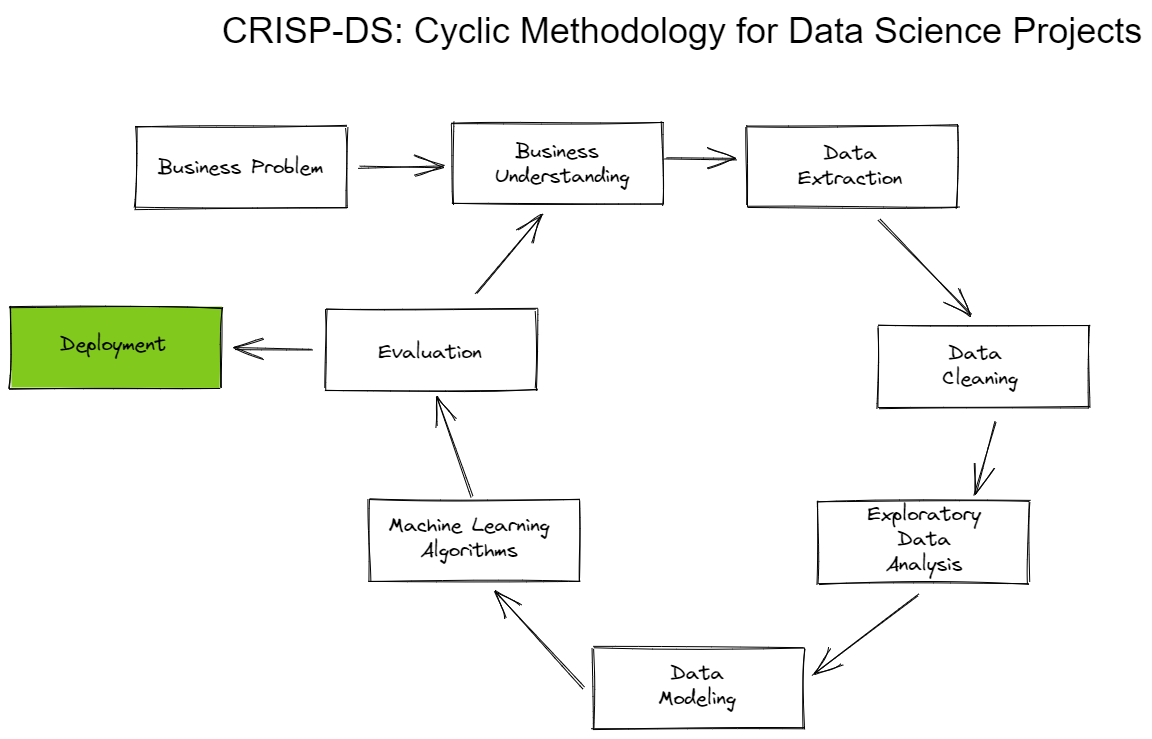 CRISP-DS: Cyclic Methodology for Data Science Projects
Business Problem
Business
Understanding
Data
Extraction
Data
Cleaning
Exploratory
Data
Analysis
Data
Modeling
Machine Learning
Algorithms
Evaluation
Deployment